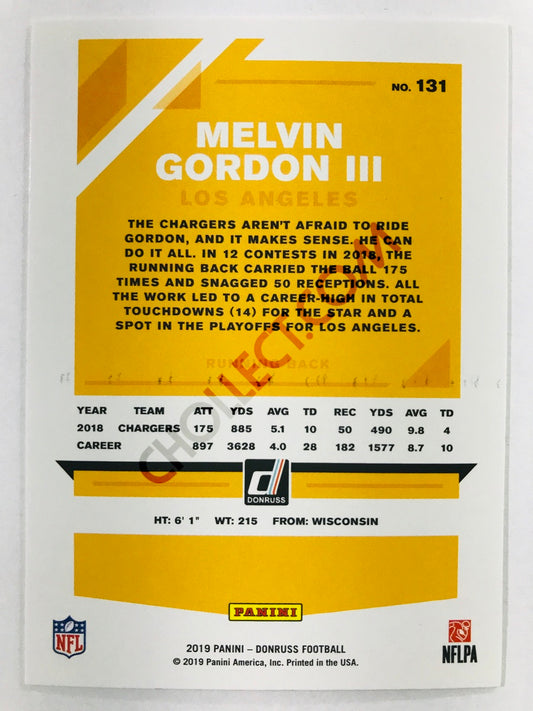 NO. 131
MELVIN
GORDON III
LOS ANGELES
THE CHARGERS AREN'T AFRAID TO RIDE
GORDON, AND IT MAKES SENSE. HE CAN
DO IT ALL. IN 12 CONTESTS IN 2018, THE
RUNNING BACK CARRIED THE BALL 175
TIMES AND SNAGGED 50 RECEPTIONS. ALL
THE WORK LED TO A CAREER-HIGH IN TOTAL
TOUCHDOWNS (14) FOR THE STAR AND A
SPOT IN THE PLAYOFFS FOR LOS ANGELES.
RUNNING BACK
CHOLLECT.COM
YEAR TEAM ATT YDS AVG TD REC YDS AVG TD
2018 CHARGERS 175 885 5.1 10 50 490 9.8 4
CAREER 897 3628 4.0 28 182 1577 8.7 10
DONRUSS
HT: 6' 1" WT: 215 FROM: WISCONSIN
PANINI
NFL
2019 PANINI – DONRUSS FOOTBALL
© 2019 Panini America, Inc. Printed in the USA.
NFLPA